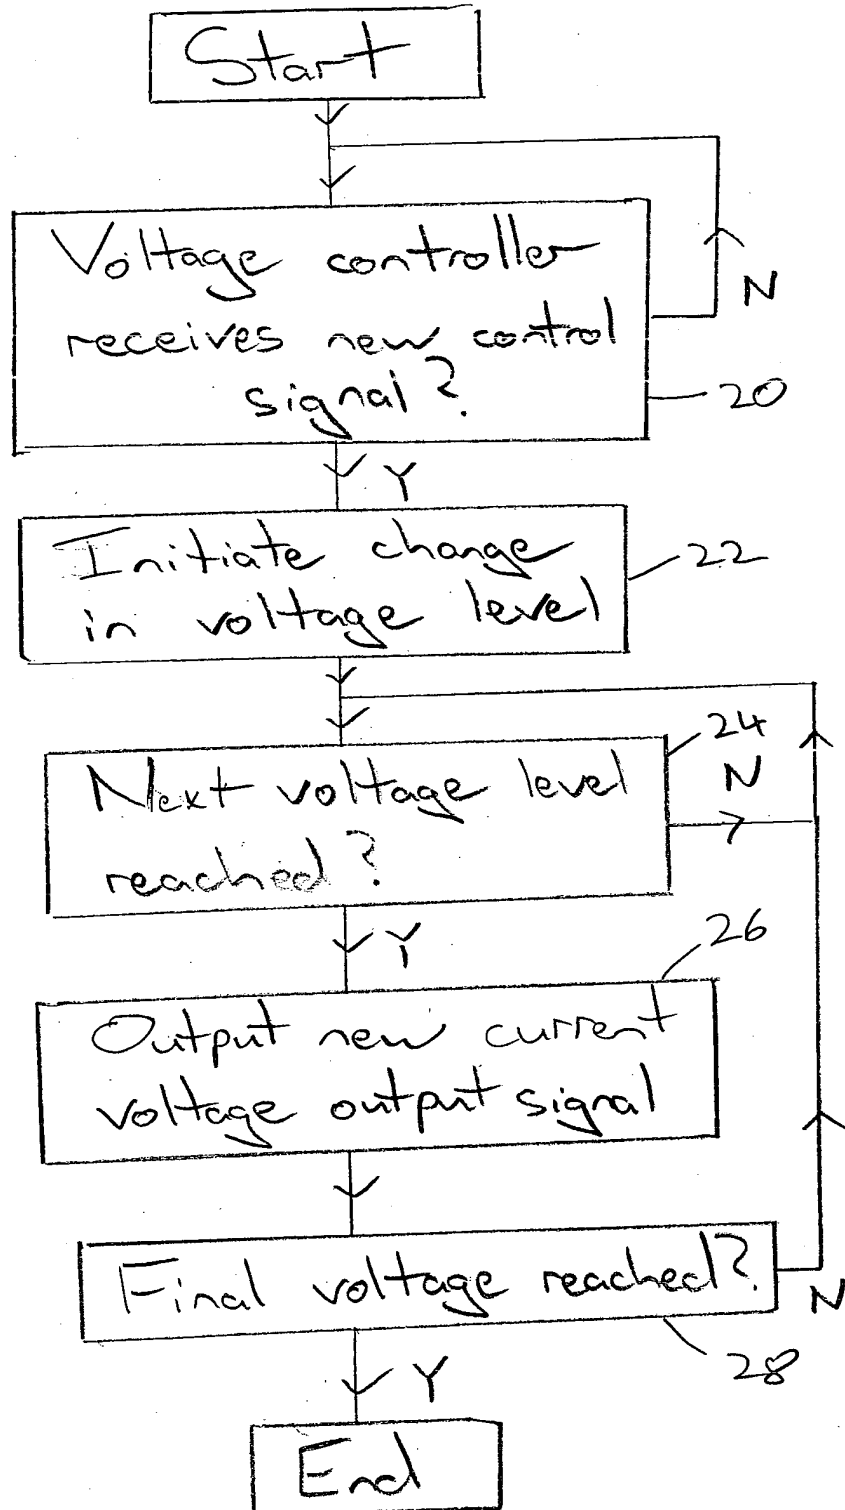 Start
Voltage controller
receives new control
signal?
N
20
Y
Initiate change
in voltage level
22
24
Next voltage level
reached?
N
Y
26
Output new current
voltage output signal
Final voltage reached?
N
28
Y
End